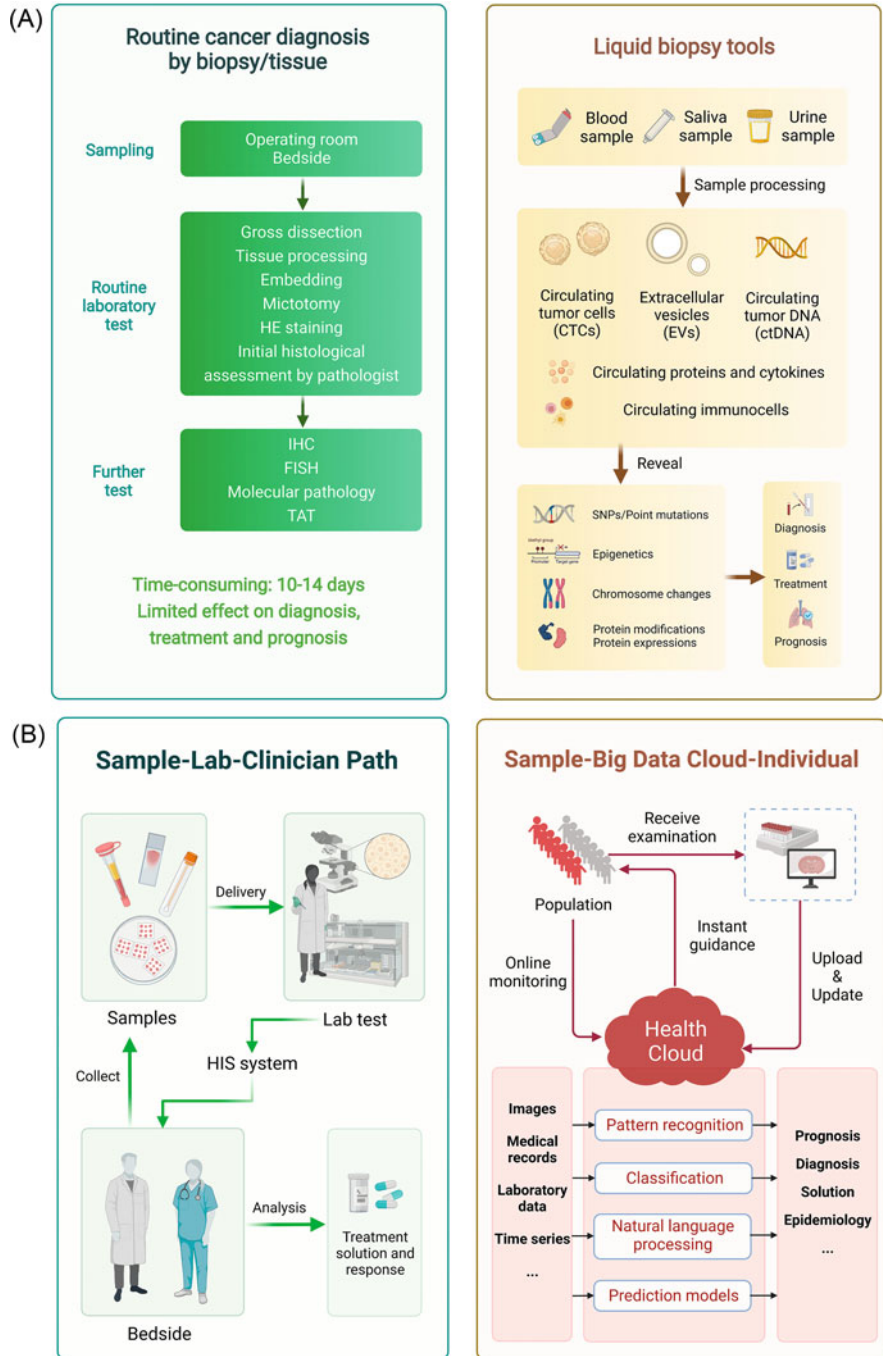 (A)
Routine cancer diagnosis
by biopsy/tissue
Sampling
Operating room
Bedside
Routine
laboratory
test
Gross dissection
Tissue processing
Embedding
Mictotomy
HE staining
Initial histological
assessment by pathologist
Further
test
IHC
FISH
Molecular pathology
TAT
Time-consuming: 10-14 days
Limited effect on diagnosis,
treatment and prognosis
Liquid biopsy tools
Blood
sample
Saliva
sample
Urine
sample
Sample processing
Circulating
tumor cells
(CTCs)
Extracellular
vesicles
(EVs)
Circulating
tumor DNA
(ctDNA)
Circulating proteins and cytokines
Circulating immunocells
Reveal
SNPs/Point mutations
Methyl group
Promoter
Target gene
Epigenetics
Chromosome changes
Protein modifications
Protein expressions
Diagnosis
Treatment
Prognosis
(B)
Sample-Lab-Clinician Path
Delivery
Samples
Lab test
Collect
HIS system
Analysis
Treatment
solution and
response
Bedside
Sample-Big Data Cloud-Individual
Receive
examination
Population
Instant
guidance
Online
monitoring
Upload
&
Update
Health
Cloud
Images
Medical
records
Laboratory
data
Time series
...
Pattern recognition
Classification
Natural language
processing
Prediction models
Prognosis
Diagnosis
Solution
Epidemiology
...